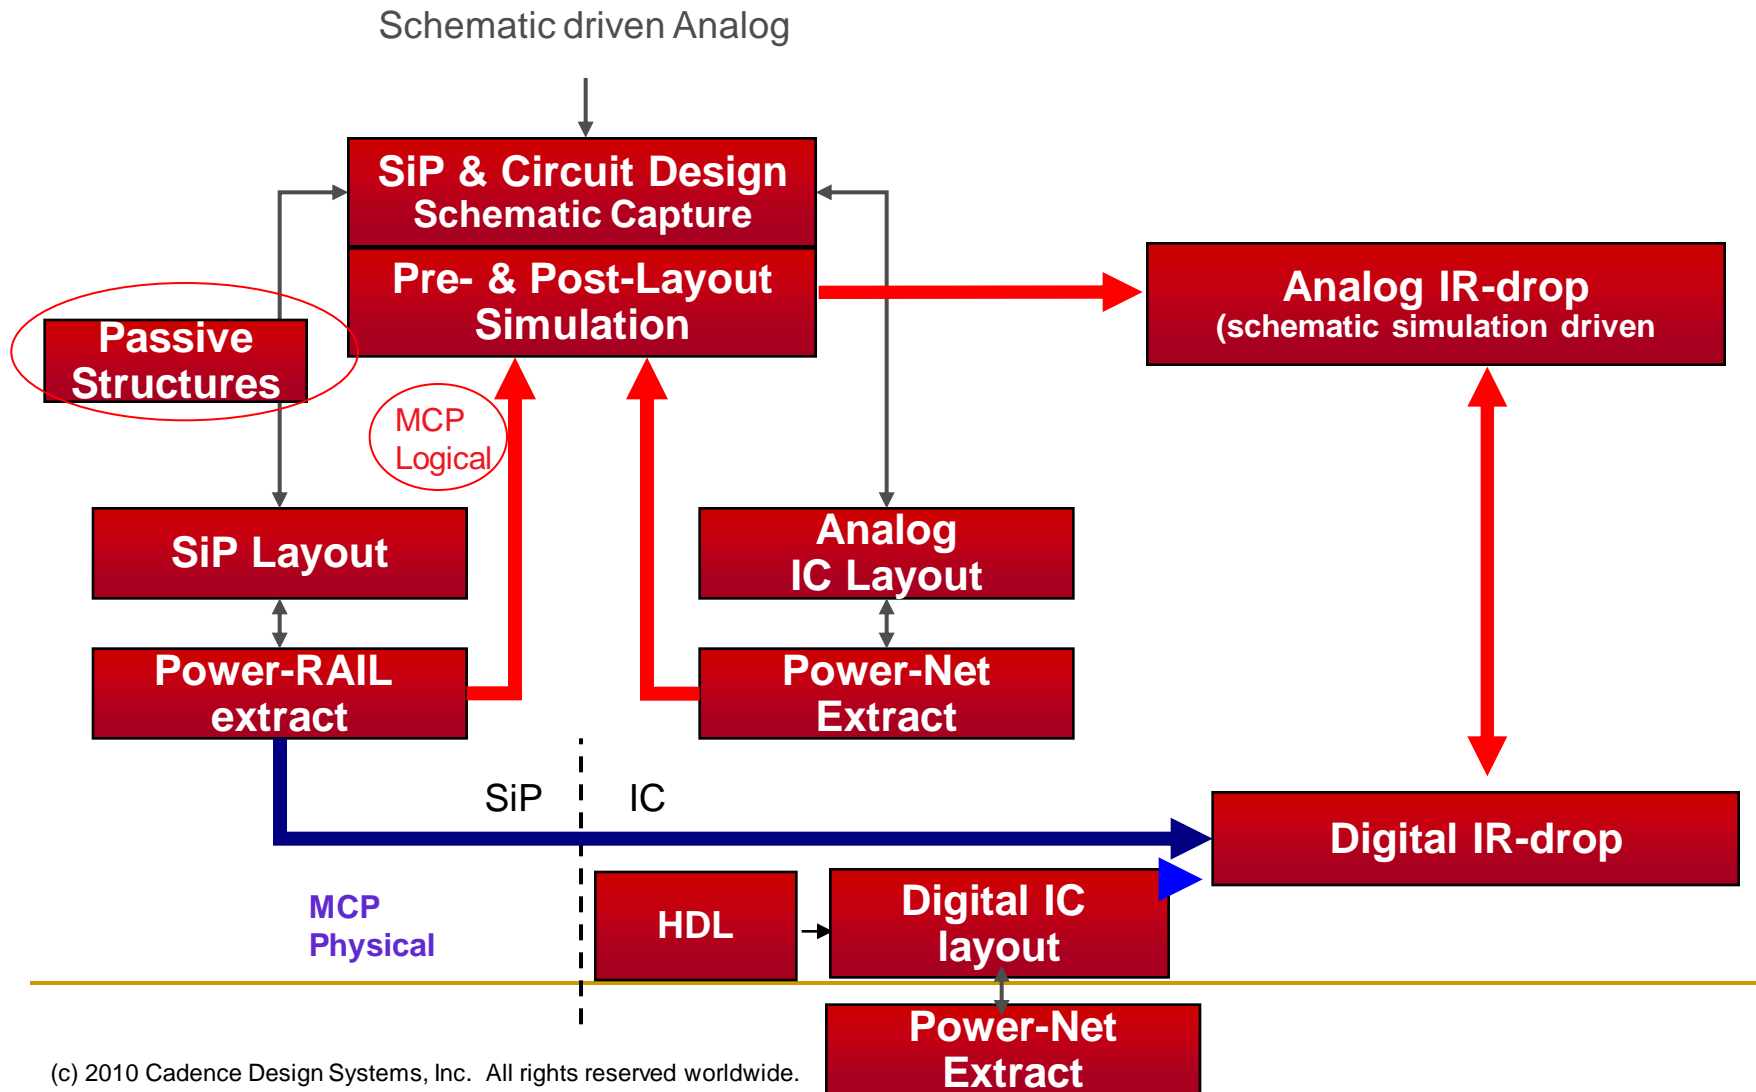 Schematic driven Analog
SiP & Circuit Design
Schematic Capture
Pre- & Post-Layout
Simulation
Analog IR-drop
(schematic simulation driven
Passive
Structures
MCP
Logical
SiP Layout
Analog
IC Layout
Power-RAIL
extract
Power-Net
Extract
SiP
IC
Digital IR-drop
MCP
Physical
HDL
Digital IC
layout
Power-Net
Extract
(c) 2010 Cadence Design Systems, Inc. All rights reserved worldwide.